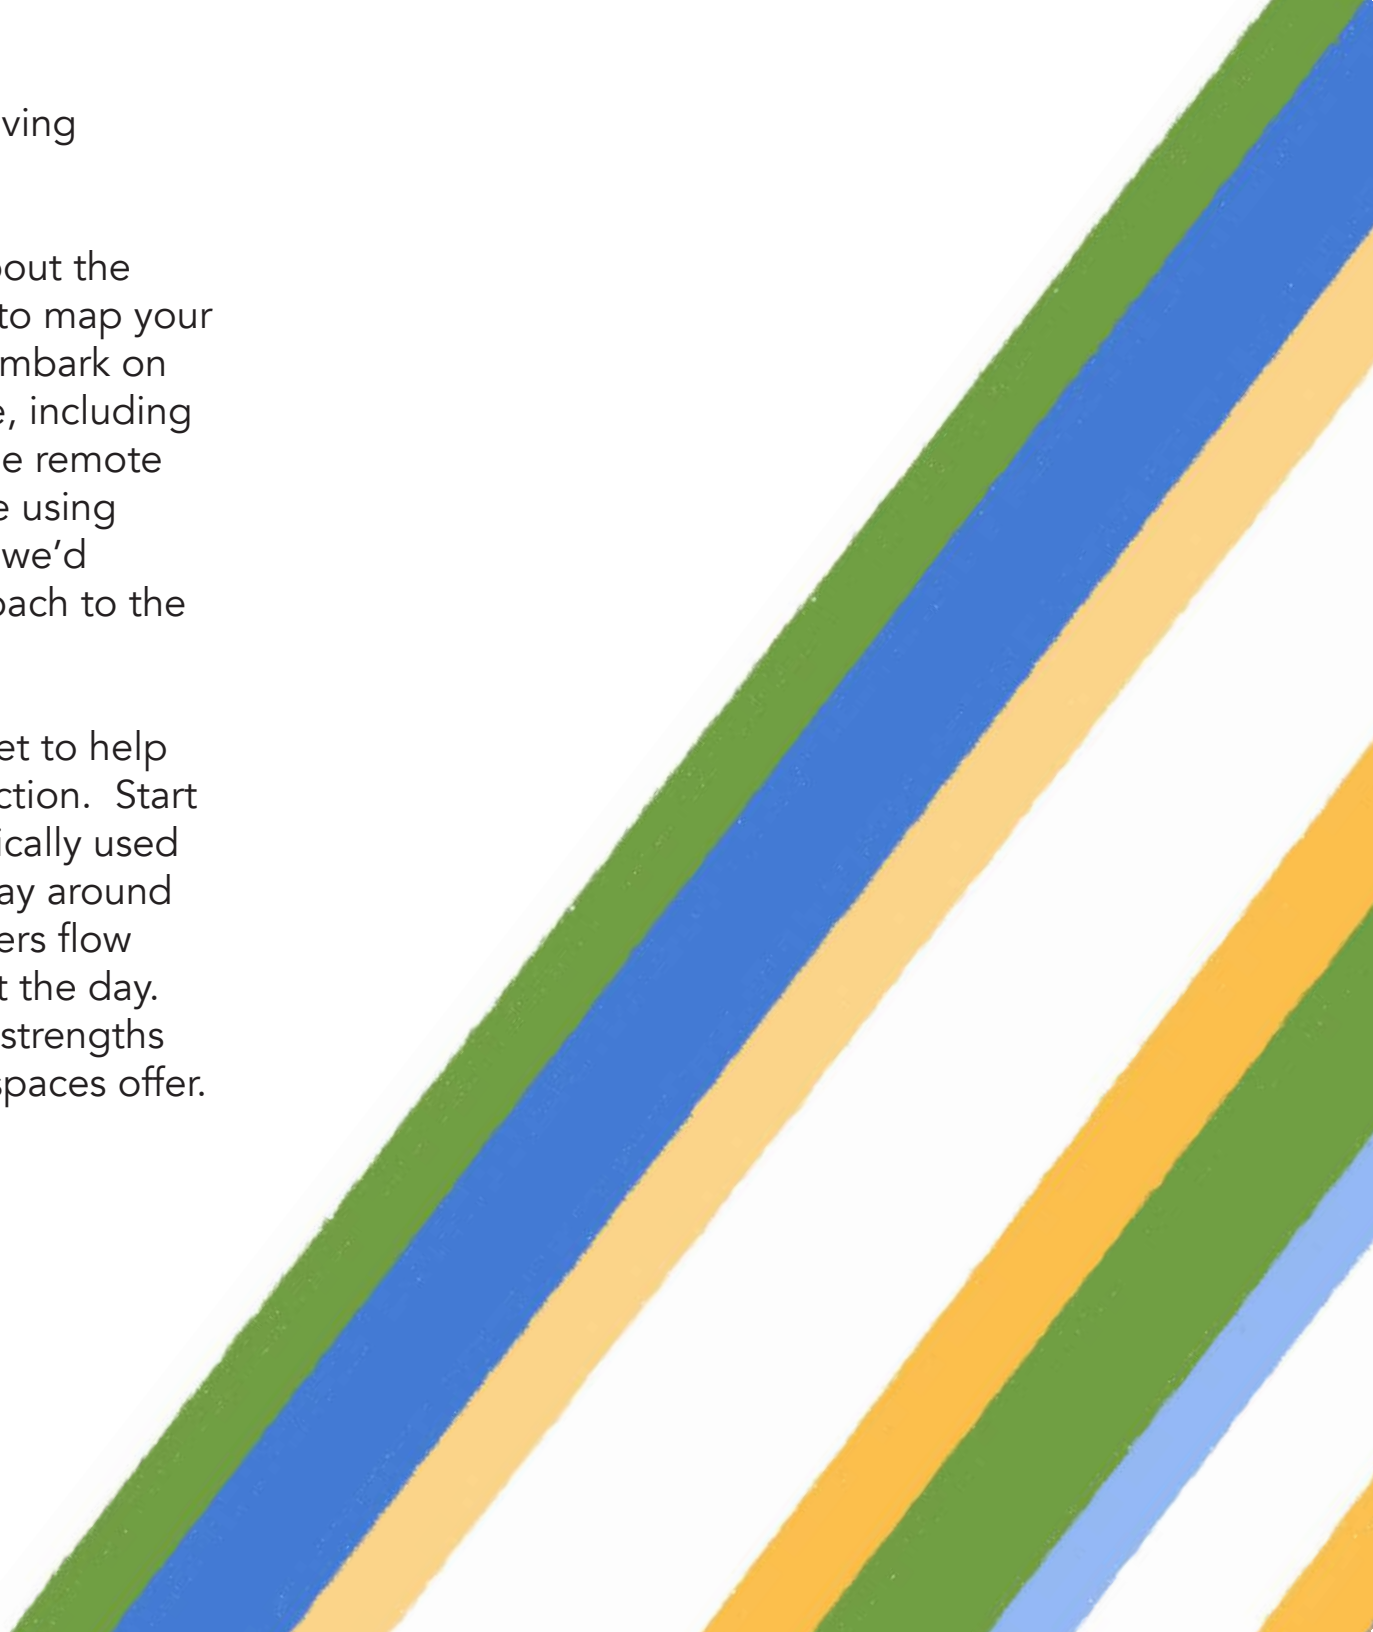 ving
out the
to map your
mbark on
e, including
e remote
e using
we’d
oach to the
et to help
ction.  Start
ically used
ay around
ers flow
t the day.
strengths
spaces offer.